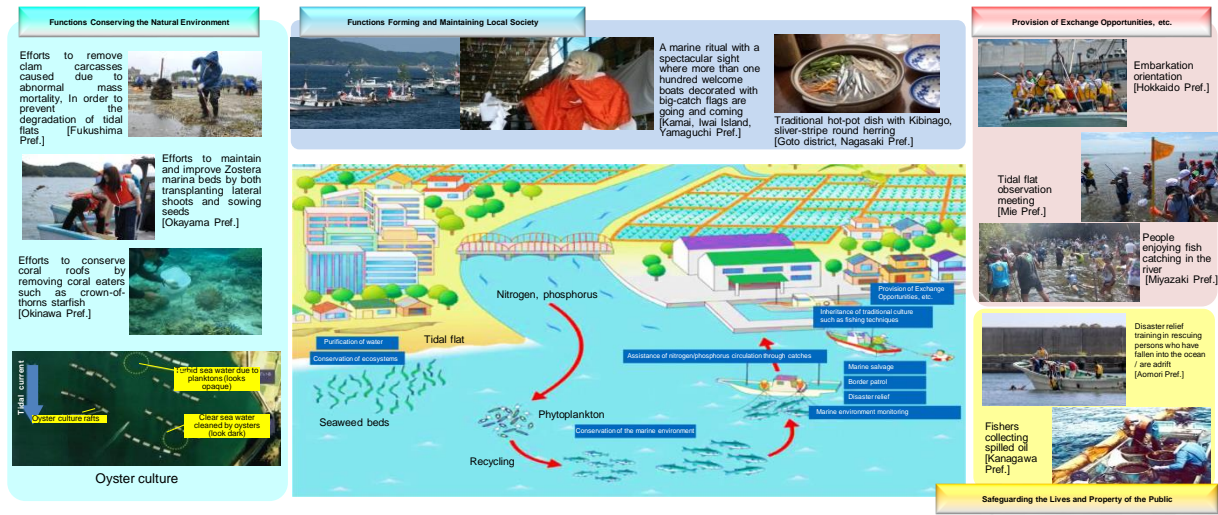 Functions Conserving the Natural Environment
Efforts to remove
clam carcasses
caused due to
abnormal mass
mortality, In order to
prevent the
degradation of tidal
flats [Fukushima
Pref.]
Efforts to maintain
and improve Zostera
marina beds by both
transplanting lateral
shoots and sowing
seeds
[Okayama Pref.]
Efforts to conserve
coral roofs by
removing coral eaters
such as crown-of-
thorns starfish
[Okinawa Pref.]
Tidal current
Turbid sea water due to
planktons (looks
opaque)
Oyster culture rafts
Clear sea water
cleaned by oysters
(look dark)
Oyster culture
Functions Forming and Maintaining Local Society
A marine ritual with a
spectacular sight
where more than one
hundred welcome
boats decorated with
big-catch flags are
going and coming
[Kamai, Iwai Island,
Yamaguchi Pref.]
Traditional hot-pot dish with Kibinago,
sliver-stripe round herring
[Goto district, Nagasaki Pref.]
Nitrogen, phosphorus
Tidal flat
Purification of water
Conservation of ecosystems
Seaweed beds
Phytoplankton
Recycling
Conservation of the marine environment
Assistance of nitrogen/phosphorus circulation through catches
Provision of Exchange
Opportunities, etc.
Inheritance of traditional culture
such as fishing techniques
Marine salvage
Border patrol
Disaster relief
Marine environment monitoring
Provision of Exchange Opportunities, etc.
Embarkation
orientation
[Hokkaido Pref.]
Tidal flat
observation
meeting
[Mie Pref.]
People
enjoying fish
catching in the
river
[Miyazaki Pref.]
Disaster relief
training in rescuing
persons who have
fallen into the ocean
/ are adrift
[Aomori Pref.]
Fishers
collecting
spilled oil
[Kanagawa
Pref.]
Safeguarding the Lives and Property of the Public